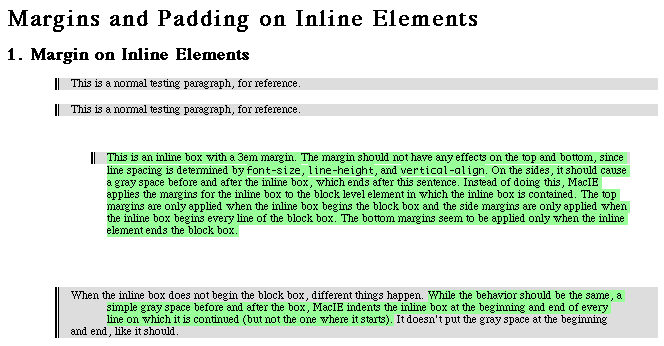 Margins and Padding on Inline Elements
1. Margin on Inline Elements
This is a normal testing paragraph, for reference.
This is a normal testing paragraph, for reference.
This is an inline box with a 3em margin. The margin should not have any effects on the top and bottom, since
line spacing is determined by font-size, line-height, and vertical-align. On the sides, it should cause
a gray space before and after the inline box, which ends after this sentence. Instead of doing this, MacIE
applies the margins for the inline box to the block level element in which the inline box is contained. The top
margins are only applied when the inline box begins the block box and the side margins are only applied when
the inline box begins every line of the block box. The bottom margins seem to be applied only when the inline
element ends the block box.
When the inline box does not begin the block box, different things happen. While the behavior should be the same, a
simple gray space before and after the box, MacIE indents the inline box at the beginning and end of every
line on which it is continued (but not the one where it starts). It doesn't put the gray space at the beginning
and end, like it should.